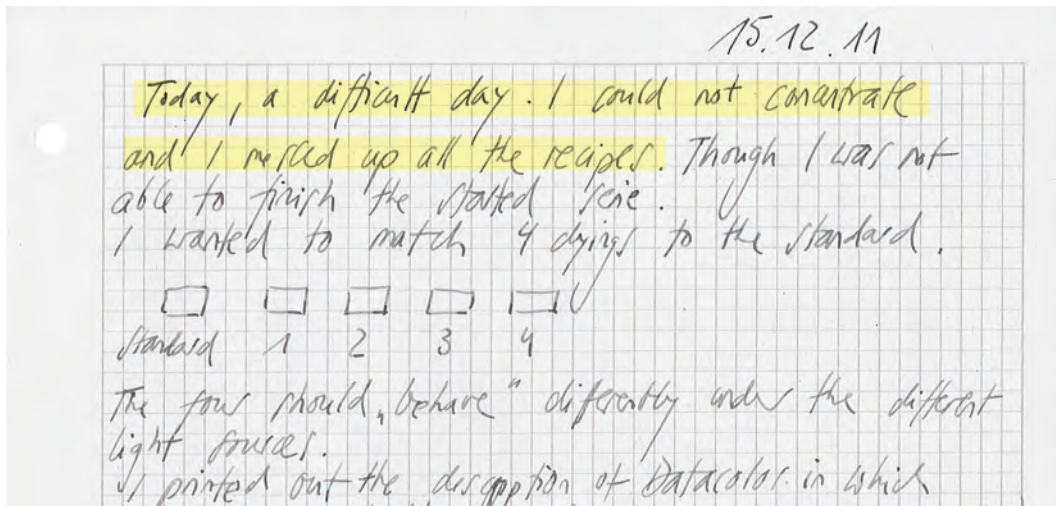 15.12.11
Today, a difficult day. I could not concentrate
and I messed up all the recipes. Though I was not
able to finish the started serie.
I wanted to match 4 dyings to the standard.
Standard 1 2 3 4
The four should „behave“ differently under the different
light sources.
I printed out the description of Datacolor in which